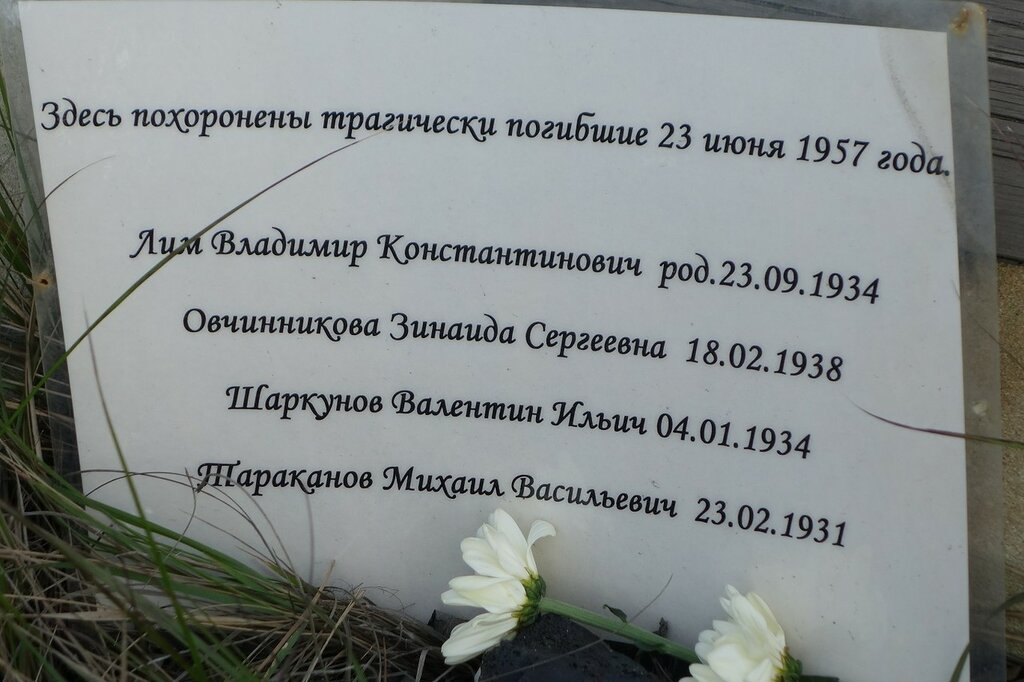 Здесь похоронены трагически погибшие 23 июня 1957 года.
Лим Владимир Константинович род.23.09.1934
Овчинникова Зинаида Сергеевна 18.02.1938
Шаркунов Валентин Ильич 04.01.1934
Тараканов Михаил Васильевич 23.02.1931